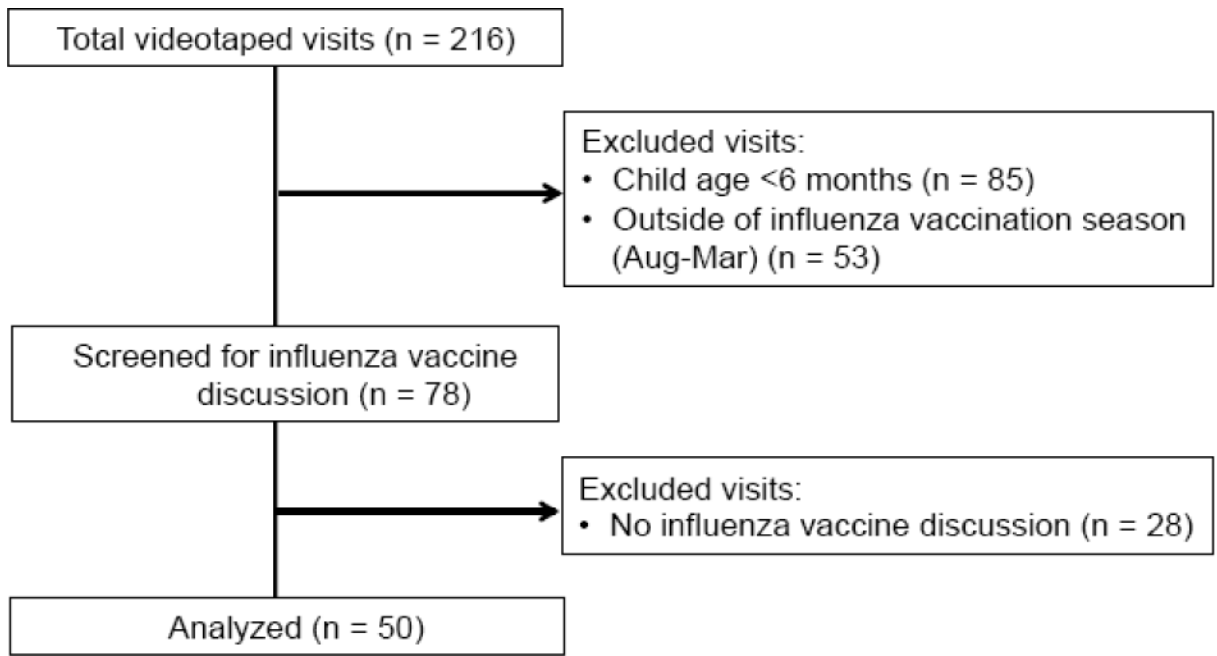 Total videotaped visits (n = 216)
Excluded visits:
• Child age <6 months (n = 85)
• Outside of influenza vaccination season
(Aug-Mar) (n = 53)
Screened for influenza vaccine
discussion (n = 78)
Excluded visits:
• No influenza vaccine discussion (n = 28)
Analyzed (n = 50)